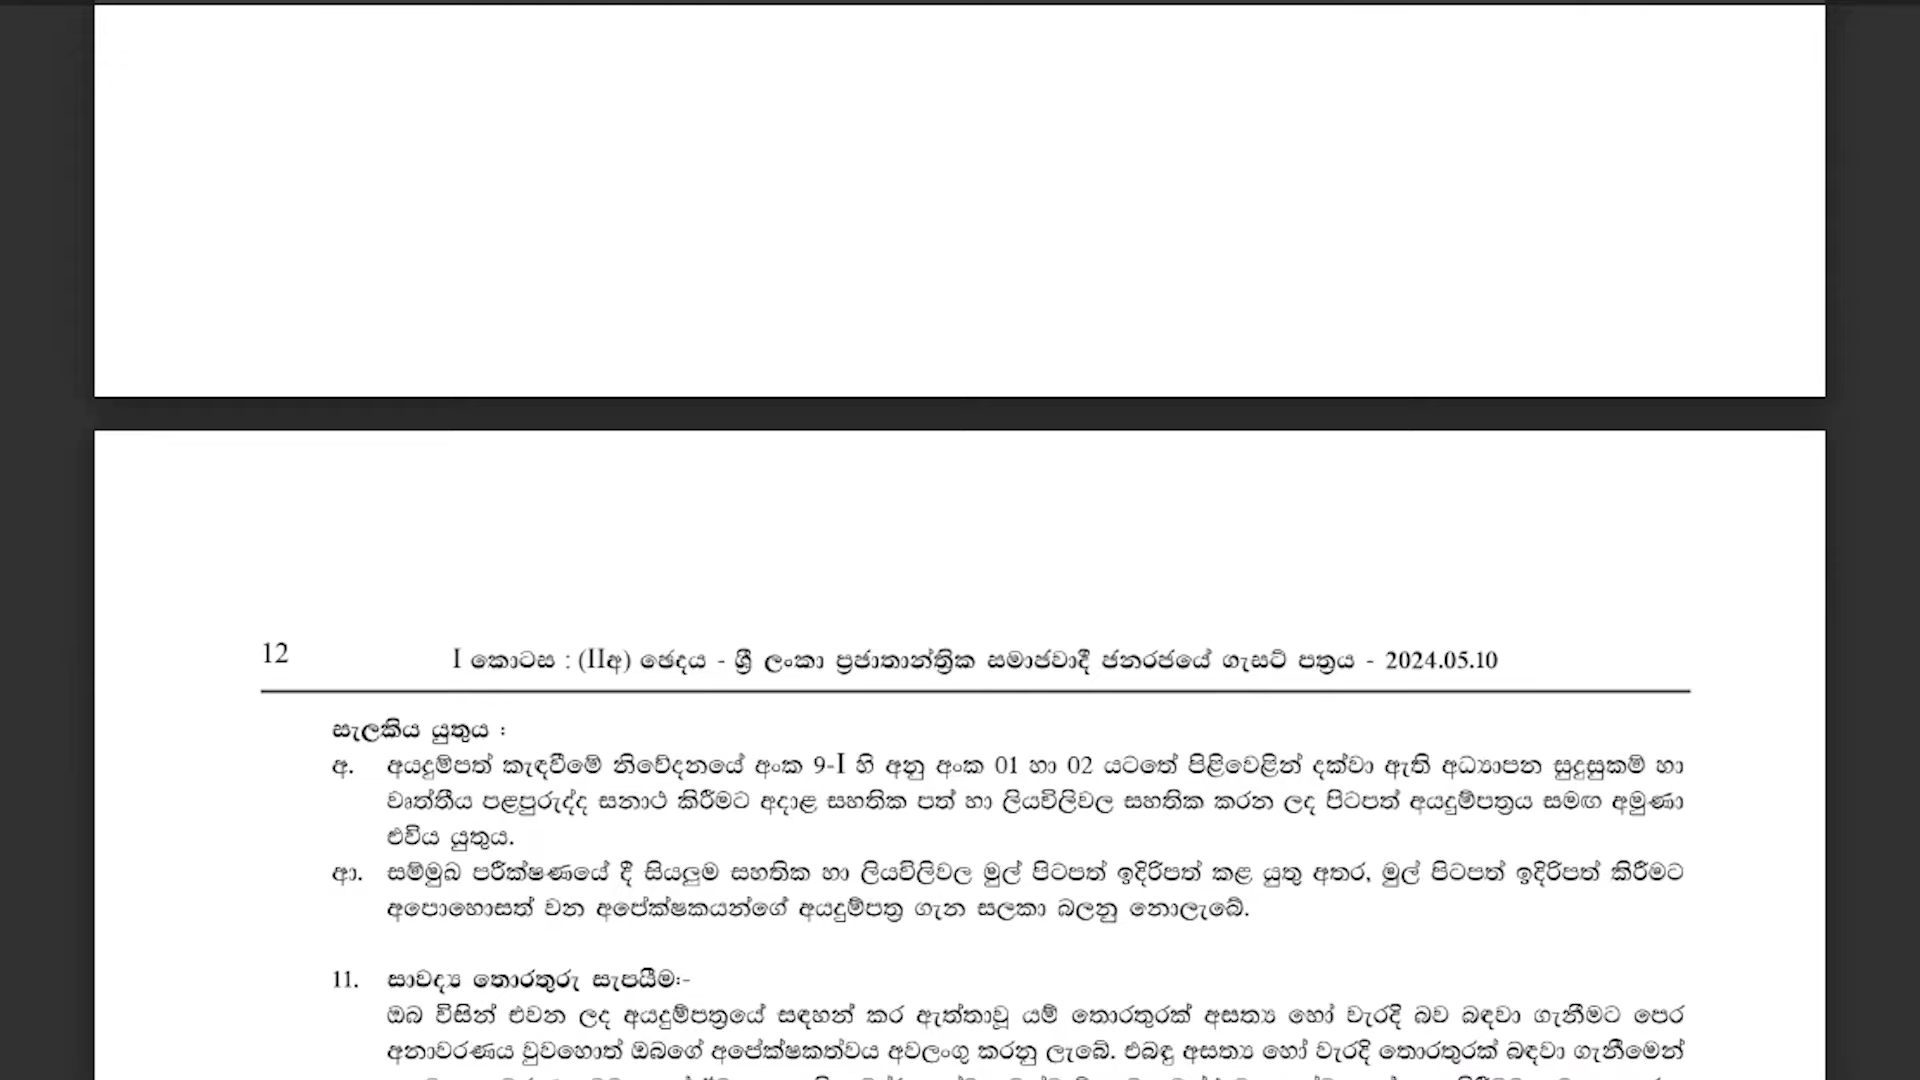 12
I කොටස : (IIඅ) ඡෙදය - ශ්‍රී ලංකා ප්‍රජාතාන්ත්‍රික සමාජවාදී ජනරජයේ ගැසට් පත්‍රය - 2024.05.10
සැලකිය යුතුය :
අ. අයදුම්පත් කැඳවීමේ නිවේදනයේ අංක 9-I හි අනු අංක 01 හා 02 යටතේ පිළිවෙළින් දක්වා ඇති අධ්‍යාපන සුදුසුකම් හා
වෘත්තීය පළපුරුද්ද සනාථ කිරීමට අදාළ සහතික පත් හා ලියවිලිවල සහතික කරන ලද පිටපත් අයදුම්පත්‍රය සමඟ අමුණා
එවිය යුතුය.
ආ. සම්මුඛ පරීක්ෂණයේ දී සියලුම සහතික හා ලියවිලිවල මුල් පිටපත් ඉදිරිපත් කළ යුතු අතර, මුල් පිටපත් ඉදිරිපත් කිරීමට
අපොහොසත් වන අපේක්ෂකයන්ගේ අයදුම්පත්‍ර ගැන සලකා බලනු නොලැබේ.
11. සාවද්‍ය තොරතුරු සැපයීම:-
ඔබ විසින් එවන ලද අයදුම්පත්‍රයේ සඳහන් කර ඇත්තාවූ යම් තොරතුරක් අසත්‍ය හෝ වැරදි බව බඳවා ගැනීමට පෙර
අනාවරණය වුවහොත් ඔබගේ අපේක්ෂකත්වය අවලංගු කරනු ලැබේ. එබඳු අසත්‍ය හෝ වැරදි තොරතුරක් බඳවා ගැනීමෙන්